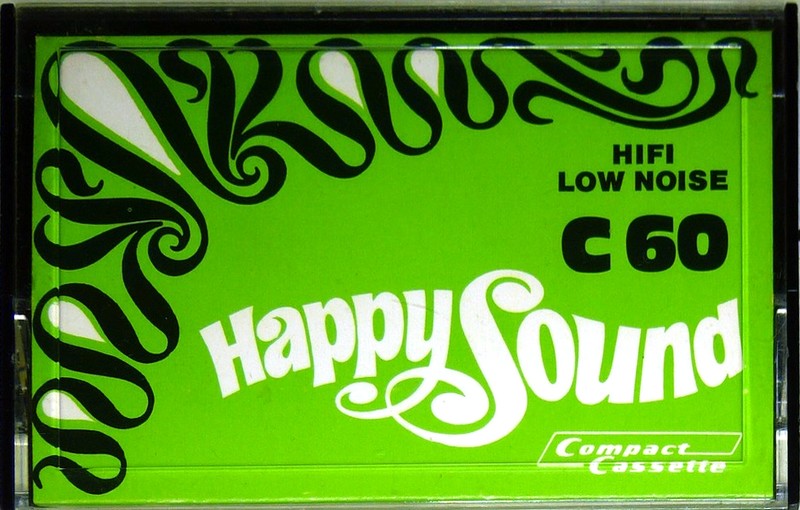 HIFI
LOW NOISE
C 60
Happy Sound
Compact
Cassette